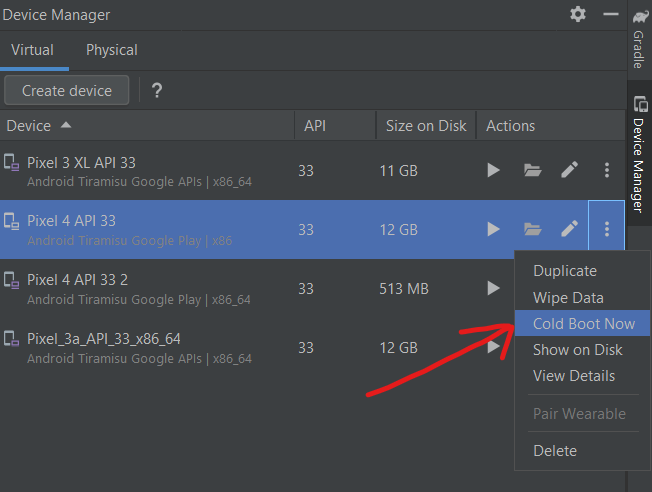 Device Manager
Virtual Physical
Create device ?
Device API Size on Disk Actions
Pixel 3 XL API 33
Android Tiramisu Google APIs | x86_64
33 11 GB
Pixel 4 API 33
Android Tiramisu Google Play | x86
33 12 GB
Pixel 4 API 33 2
Android Tiramisu Google Play | x86_64
33 513 MB
Pixel_3a_API_33_x86_64
Android Tiramisu Google APIs | x86_64
33 12 GB
Duplicate
Wipe Data
Cold Boot Now
Show on Disk
View Details
Pair Wearable
Delete
Gradle
Device Manager